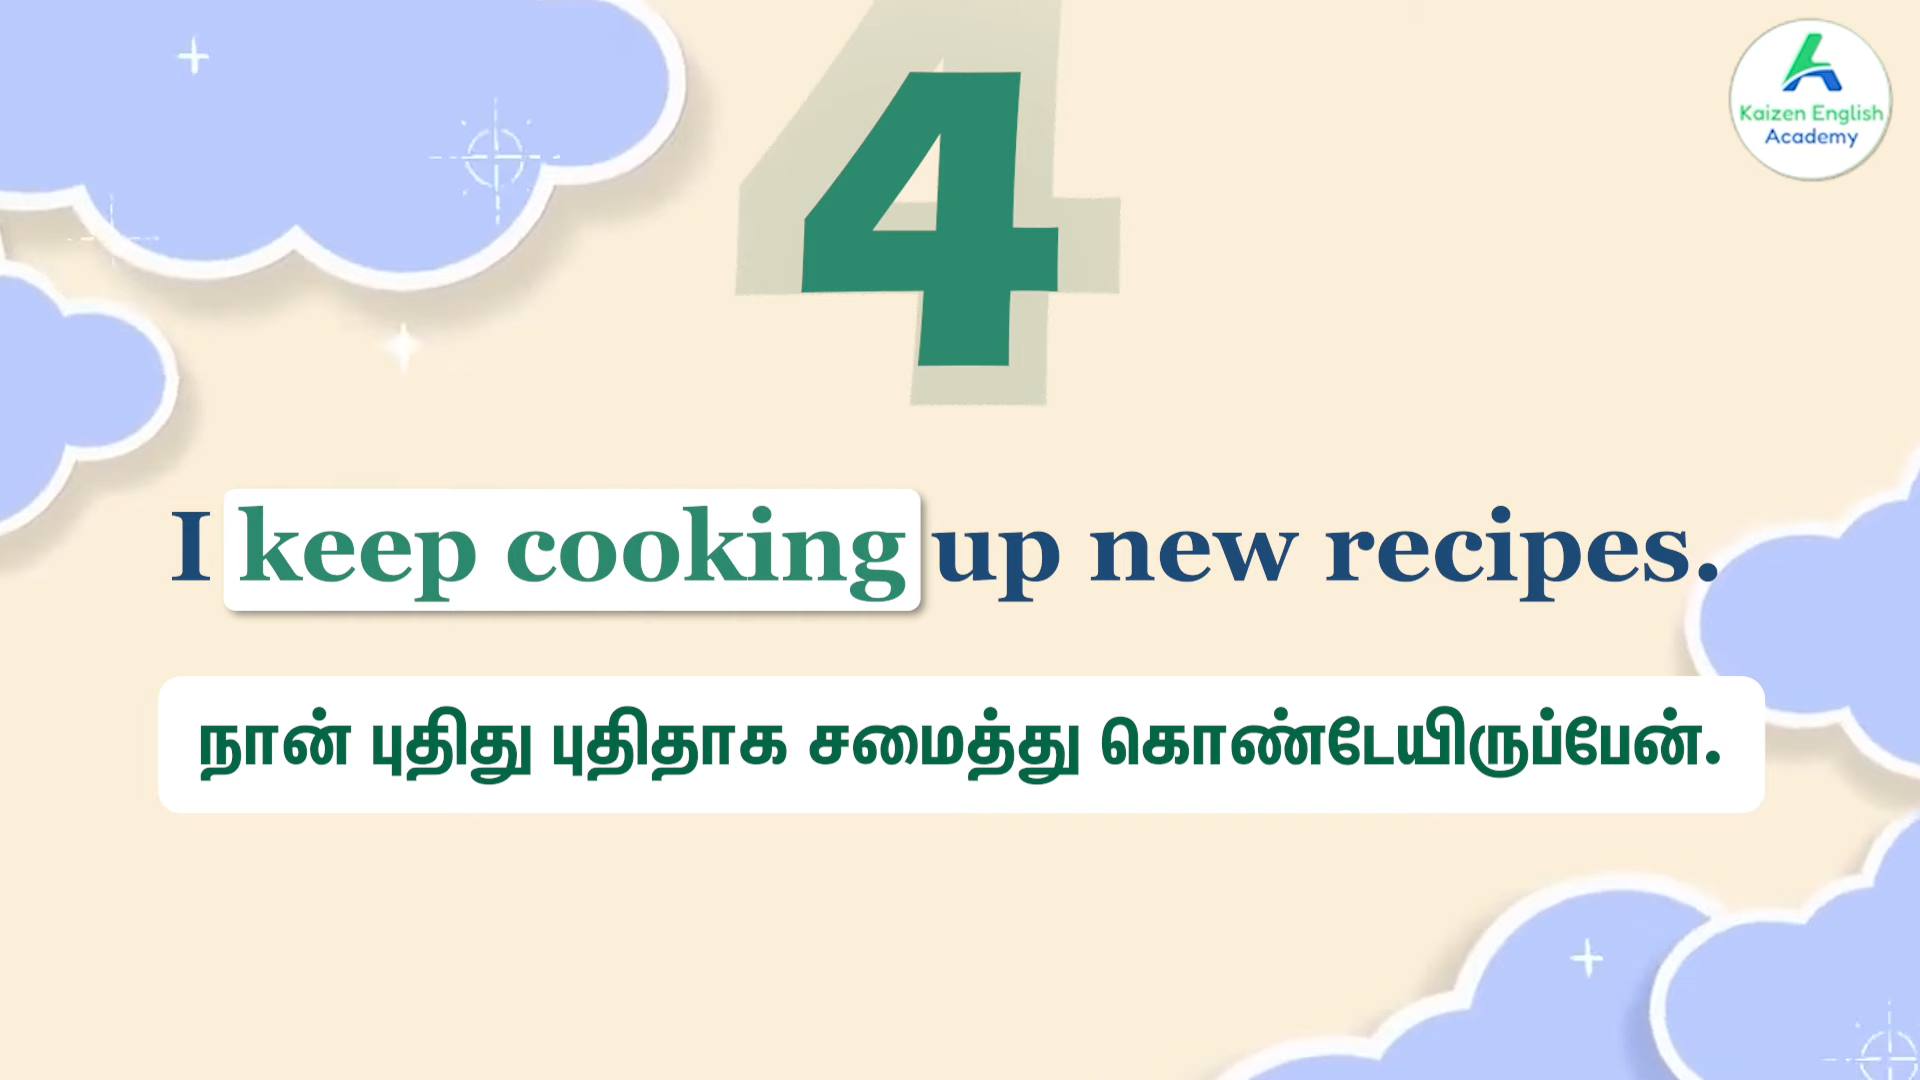 4
Kaizen English
Academy
I keep cooking up new recipes.
நான் புதிது புதிதாக சமைத்து கொண்டேயிருப்பேன்.